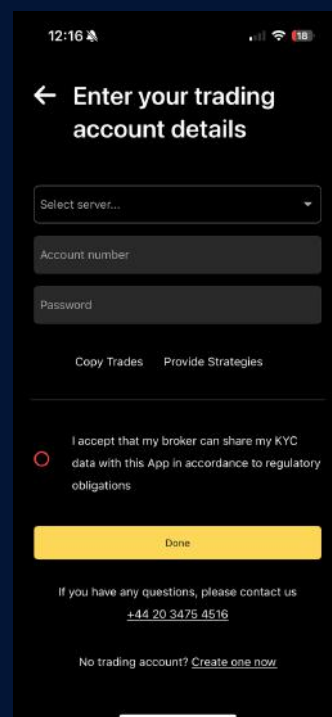 12:16
18
Enter your trading
account details
Select server...
Account number
Password
Copy Trades Provide Strategies
I accept that my broker can share my KYC
data with this App in accordance to regulatory
obligations
Done
If you have any questions, please contact us
+44 20 3475 4516
No trading account? Create one now